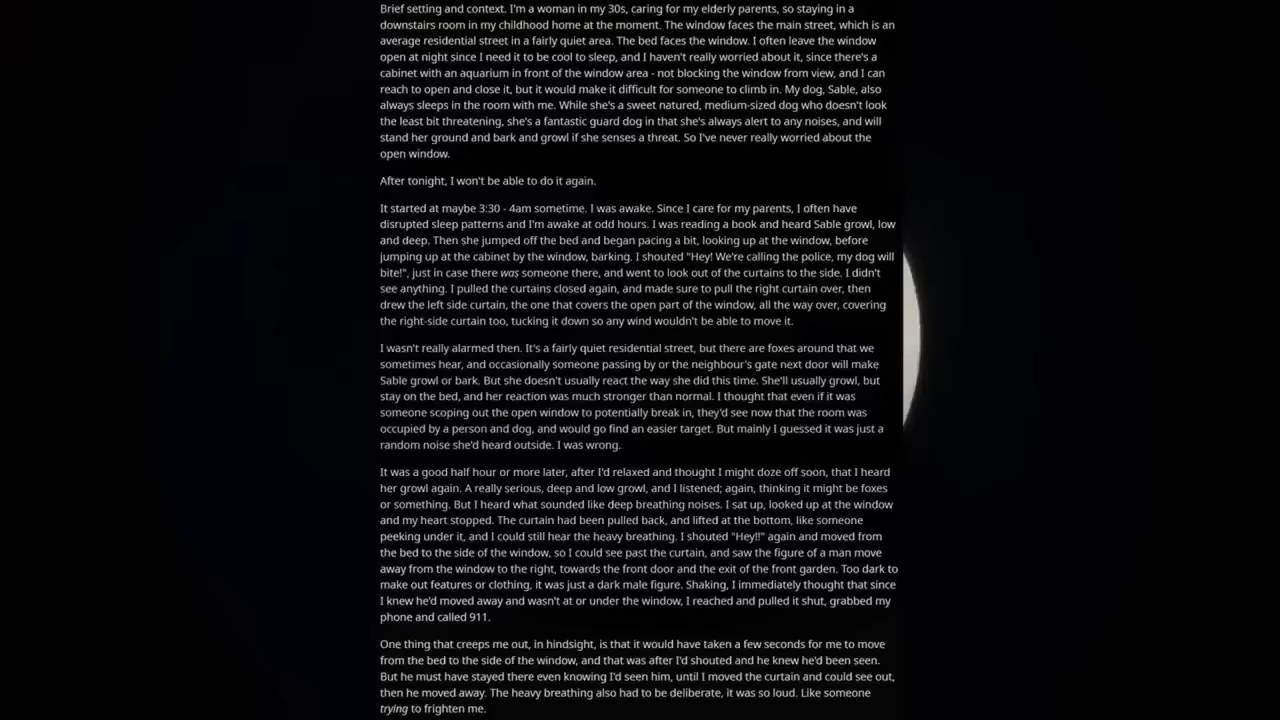 Brief setting and context. I'm a woman in my 30s, caring for my elderly parents, so staying in a
downstairs room in my childhood home at the moment. The window faces the main street, which is an
average residential street in a fairly quiet area. The bed faces the window. I often leave the window
open at night since I need it to be cool to sleep, and I haven't really worried about it, since there's a
cabinet with an aquarium in front of the window area - not blocking the window from view, and I can
reach to open and close it, but it would make it difficult for someone to climb in. My dog, Sable, also
always sleeps in the room with me. While she's a sweet natured, medium-sized dog who doesn't look
the least bit threatening, she's a fantastic guard dog in that she's always alert to any noises, and will
stand her ground and bark and growl if she senses a threat. So I've never really worried about the
open window.
After tonight, I won't be able to do it again.
It started at maybe 3:30 - 4am sometime. I was awake. Since I care for my parents, I often have
disrupted sleep patterns and I'm awake at odd hours. I was reading a book and heard Sable growl, low
and deep. Then she jumped off the bed and began pacing a bit, looking up at the window, before
jumping up at the cabinet by the window, barking. I shouted "Hey! We're calling the police, my dog will
bite!", just in case there was someone there, and went to look out of the curtains to the side. I didn't
see anything. I pulled the curtains closed again, and made sure to pull the right curtain over, then
drew the left side curtain, the one that covers the open part of the window, all the way over, covering
the right-side curtain too, tucking it down so any wind wouldn't be able to move it.
I wasn't really alarmed then. It's a fairly quiet residential street, but there are foxes around that we
sometimes hear, and occasionally someone passing by or the neighbour's gate next door will make
Sable growl or bark. But she doesn't usually react the way she did this time. She'll usually growl, but
stay on the bed, and her reaction was much stronger than normal. I thought that even if it was
someone scoping out the open window to potentially break in, they'd see now that the room was
occupied by a person and dog, and would go find an easier target. But mainly I guessed it was just a
random noise she'd heard outside. I was wrong.
It was a good half hour or more later, after I'd relaxed and thought I might doze off soon, that I heard
her growl again. A really serious, deep and low growl, and I listened; again, thinking it might be foxes
or something. But I heard what sounded like deep breathing noises. I sat up, looked up at the window
and my heart stopped. The curtain had been pulled back, and lifted at the bottom, like someone
peeking under it, and I could still hear the heavy breathing. I shouted "Hey!!" again and moved from
the bed to the side of the window, so I could see past the curtain, and saw the figure of a man move
away from the window to the right, towards the front door and the exit of the front garden. Too dark to
make out features or clothing, it was just a dark male figure. Shaking, I immediately thought that since
I knew he'd moved away and wasn't at or under the window, I reached and pulled it shut, grabbed my
phone and called 911.
One thing that creeps me out, in hindsight, is that it would have taken a few seconds for me to move
from the bed to the side of the window, and that was after I'd shouted and he knew he'd been seen.
But he must have stayed there even knowing I'd seen him, until I moved the curtain and could see out,
then he moved away. The heavy breathing also had to be deliberate, it was so loud. Like someone
trying to frighten me.